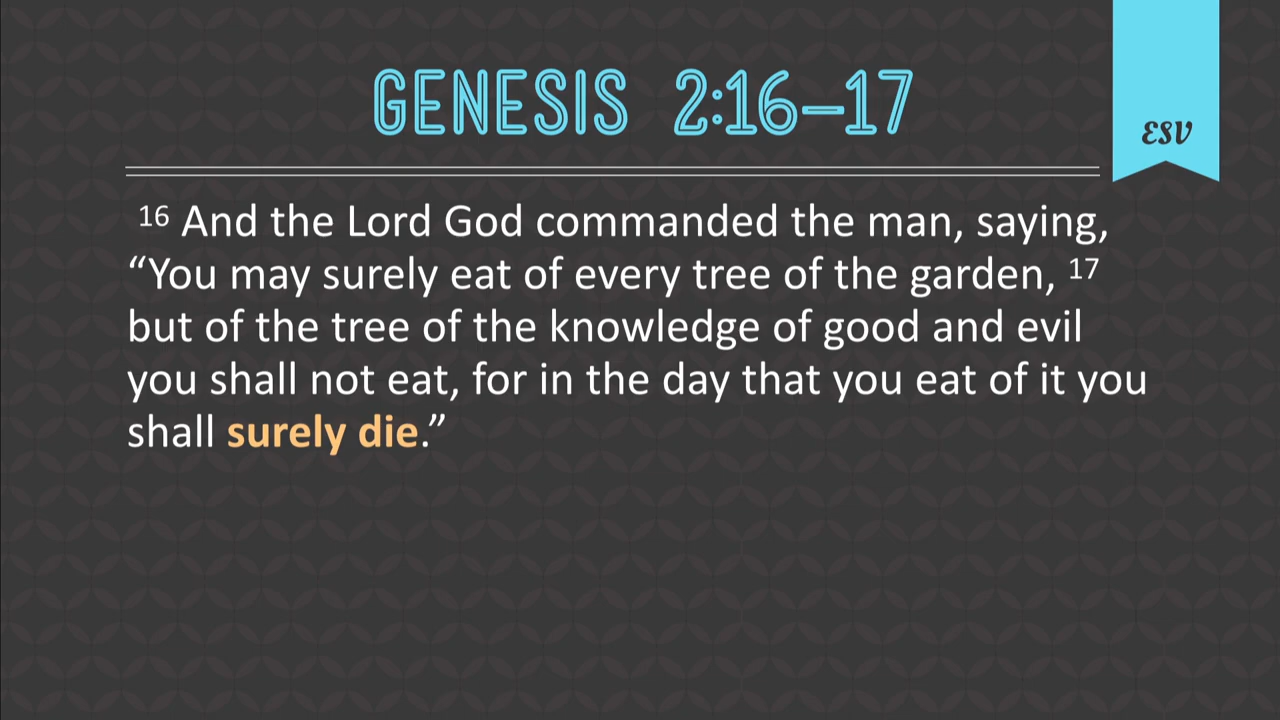 GENESIS 2:16–17
ESV
16 And the Lord God commanded the man, saying,
“You may surely eat of every tree of the garden, 17
but of the tree of the knowledge of good and evil
you shall not eat, for in the day that you eat of it you
shall surely die.”